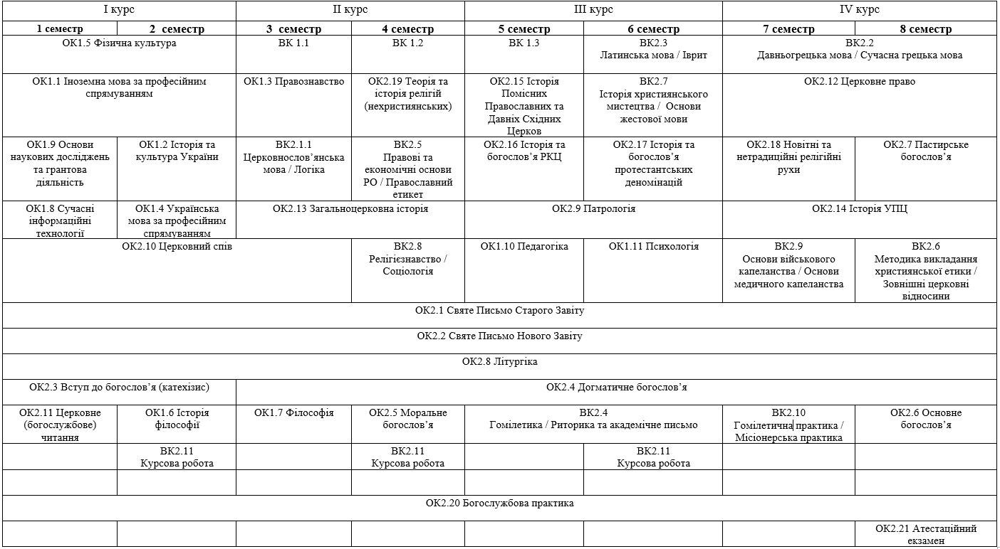 І курс
ІІ курс
ІІІ курс
IV курс
1 семестр
2 семестр
3 семестр
4 семестр
5 семестр
6 семестр
7 семестр
8 семестр
ОК1.5 Фізична культура
ВК 1.1
ВК 1.2
ВК 1.3
ВК2.3
Латинська мова / Іврит
ВК2.2
Давньогрецька мова / Сучасна грецька мова
ОК1.1 Іноземна мова за професійним
спрямуванням
ОК1.3 Правознавство
ОК2.19 Теорія та
історія релігій
(нехристиянських)
ОК2.15 Історія
Помісних
Православних та
Давніх Східних
Церков
ВК2.7
Історія християнського
мистецтва / Основи
жестової мови
ОК2.12 Церковне право
ОК1.9 Основи
наукових досліджень
та грантова
діяльність
ОК1.2 Історія та
культура України
ВК2.1.1
Церковнослов’янська
мова / Логіка
ВК2.5
Правові та
економічні основи
РО / Православний
етикет
ОК2.16 Історія та
богослов’я РКЦ
ОК2.17 Історія та
богослов’я
протестантських
деномінацій
ОК2.18 Новітні та
нетрадиційні релігійні
рухи
ОК2.7 Пастирське
богослов’я
ОК1.8 Сучасні
інформаційні
технології
ОК1.4 Українська
мова за професійним
спрямуванням
ОК2.13 Загальноцерковна історія
ОК2.9 Патрологія
ОК2.14 Історія УПЦ
ОК2.10 Церковний спів
ВК2.8
Релігієзнавство /
Соціологія
ОК1.10 Педагогіка
ОК1.11 Психологія
ВК2.9
Основи військового
капеланства / Основи
медичного капеланства
ВК2.6
Методика викладання
християнської етики /
Зовнішні церковні
відносини
ОК2.1 Святе Письмо Старого Завіту
ОК2.2 Святе Письмо Нового Завіту
ОК2.8 Літургіка
ОК2.3 Вступ до богослов’я (катехізис)
ОК2.4 Догматичне богослов’я
ОК2.11 Церковне
(богослужбове)
читання
ОК1.6 Історія
філософії
ОК1.7 Філософія
ОК2.5 Моральне
богослов’я
ВК2.4
Гомілетика / Риторика та академічне письмо
ВК2.10
Гомілетична практика /
Місіонерська практика
ОК2.6 Основне
богослов’я
ВК2.11
Курсова робота
ВК2.11
Курсова робота
ВК2.11
Курсова робота
ОК2.20 Богослужбова практика
ОК2.21 Атестаційний
екзамен